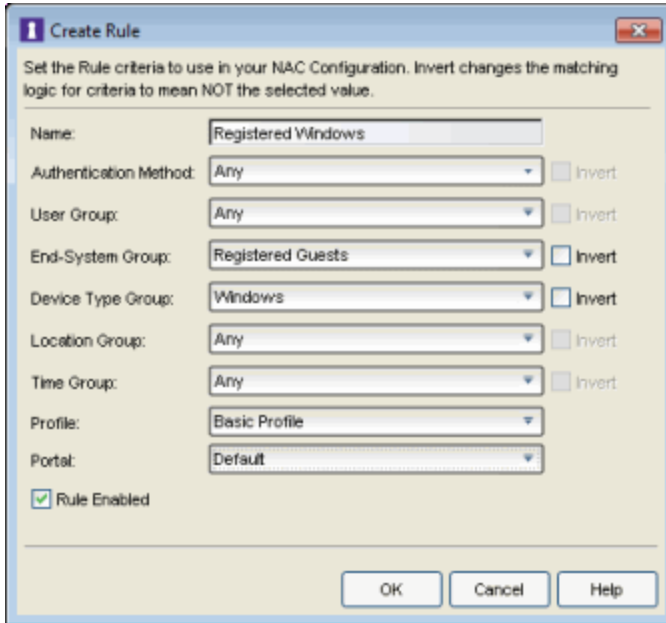 Create Rule
Set the Rule criteria to use in your NAC Configuration. Invert changes the matching
logic for criteria to mean NOT the selected value.
Name: Registered Windows
Authentication Method: Any Invert
User Group: Any Invert
End-System Group: Registered Guests Invert
Device Type Group: Windows Invert
Location Group: Any Invert
Time Group: Any Invert
Profile: Basic Profile
Portal: Default
Rule Enabled
OK Cancel Help